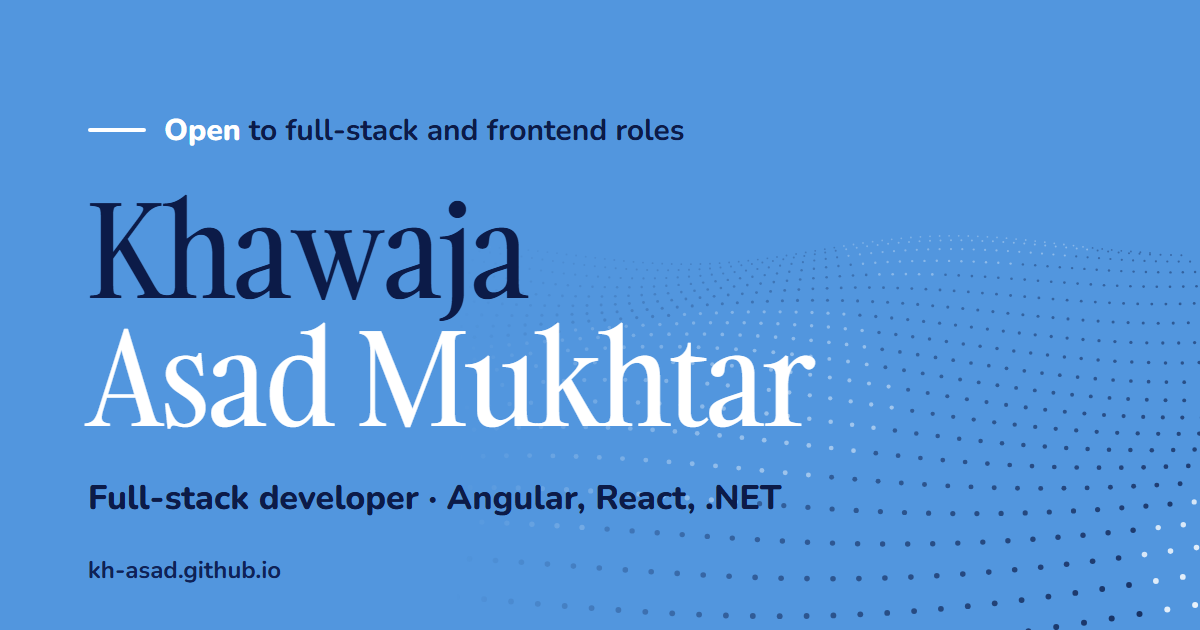 Open to full-stack and frontend roles
Khawaja
Asad Mukhtar
Full-stack developer · Angular, React, .NET
kh-asad.github.io